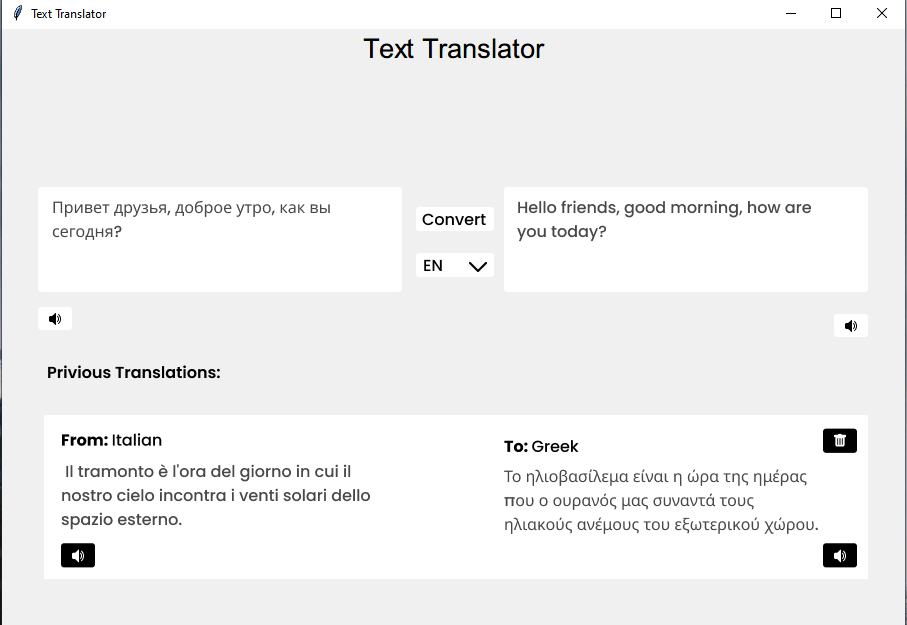 Text Translator
Text Translator
Привет друзья, доброе утро, как вы
сегодня?
Convert
EN
Hello friends, good morning, how are
you today?
Privious Translations:
From: Italian
Il tramonto è l'ora del giorno in cui il
nostro cielo incontra i venti solari dello
spazio esterno.
To: Greek
Το ηλιοβασίλεμα είναι η ώρα της ημέρας
που ο ουρανός μας συναντά τους
ηλιακούς ανέμους του εξωτερικού χώρου.